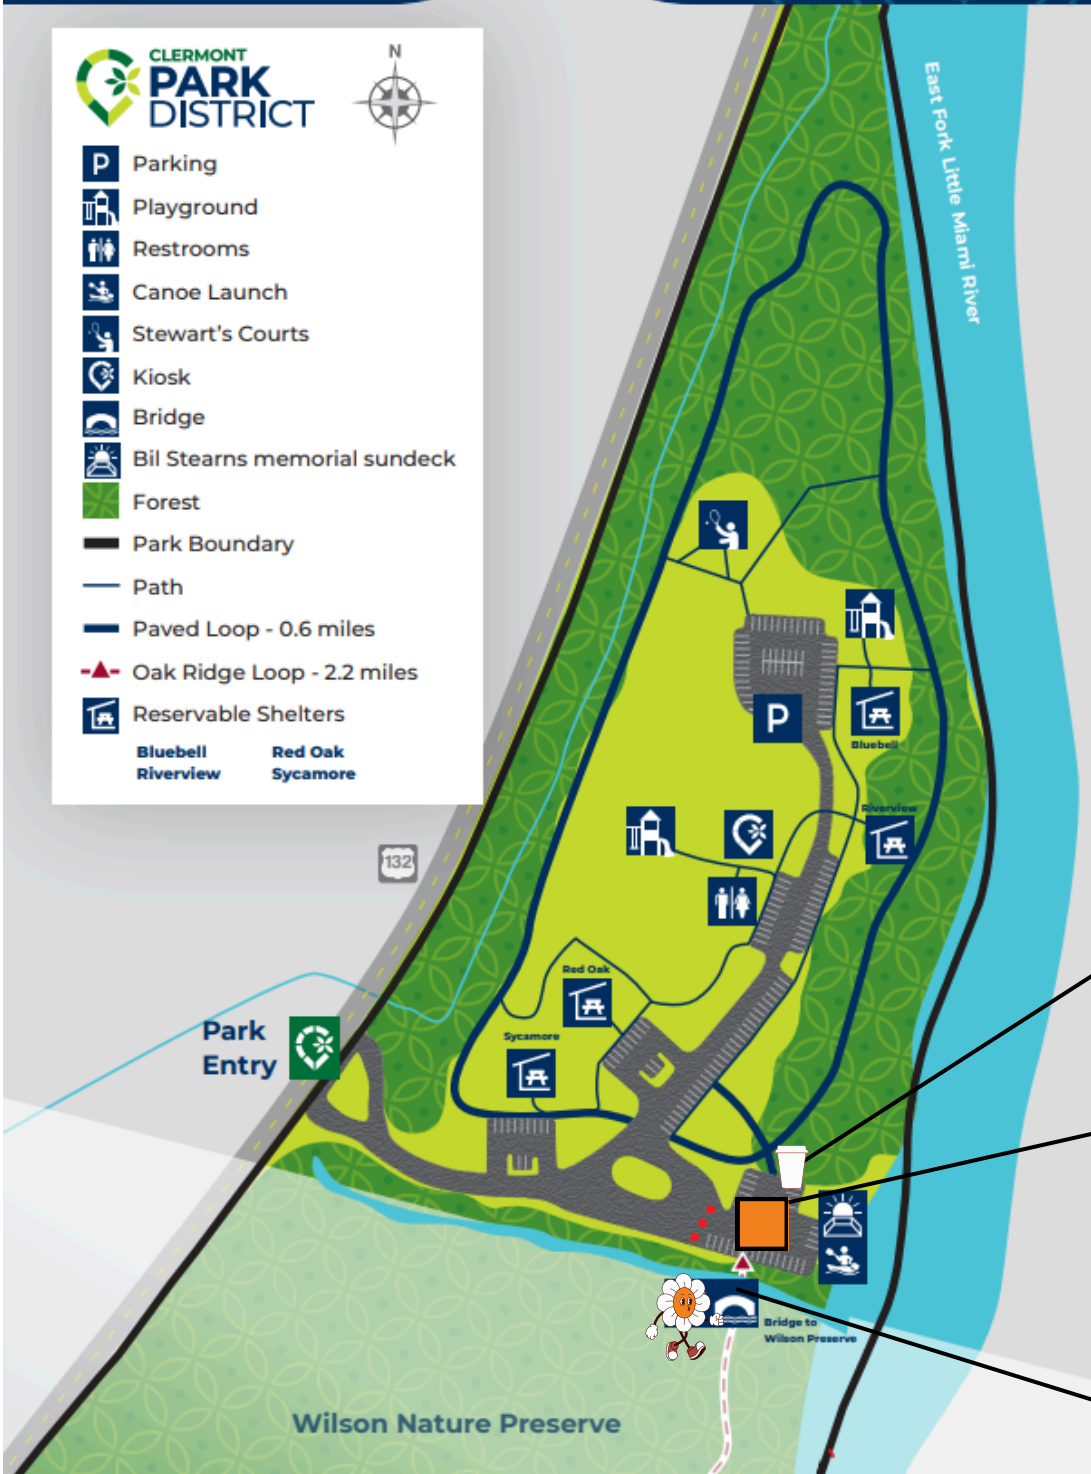 CLERMONT
PARK
DISTRICT
N
P
Parking
Playground
Restrooms
Canoe Launch
Stewart's Courts
Kiosk
Bridge
Bil Stearns memorial sundeck
Forest
Park Boundary
Path
Paved Loop - 0.6 miles
Oak Ridge Loop - 2.2 miles
Reservable Shelters
Bluebell Red Oak
Riverview Sycamore
East Fork Little Miami River
P
Bluebell
Riverview
132
Red Oak
Sycamore
Park
Entry
Bridge to
Wilson Preserve
Wilson Nature Preserve